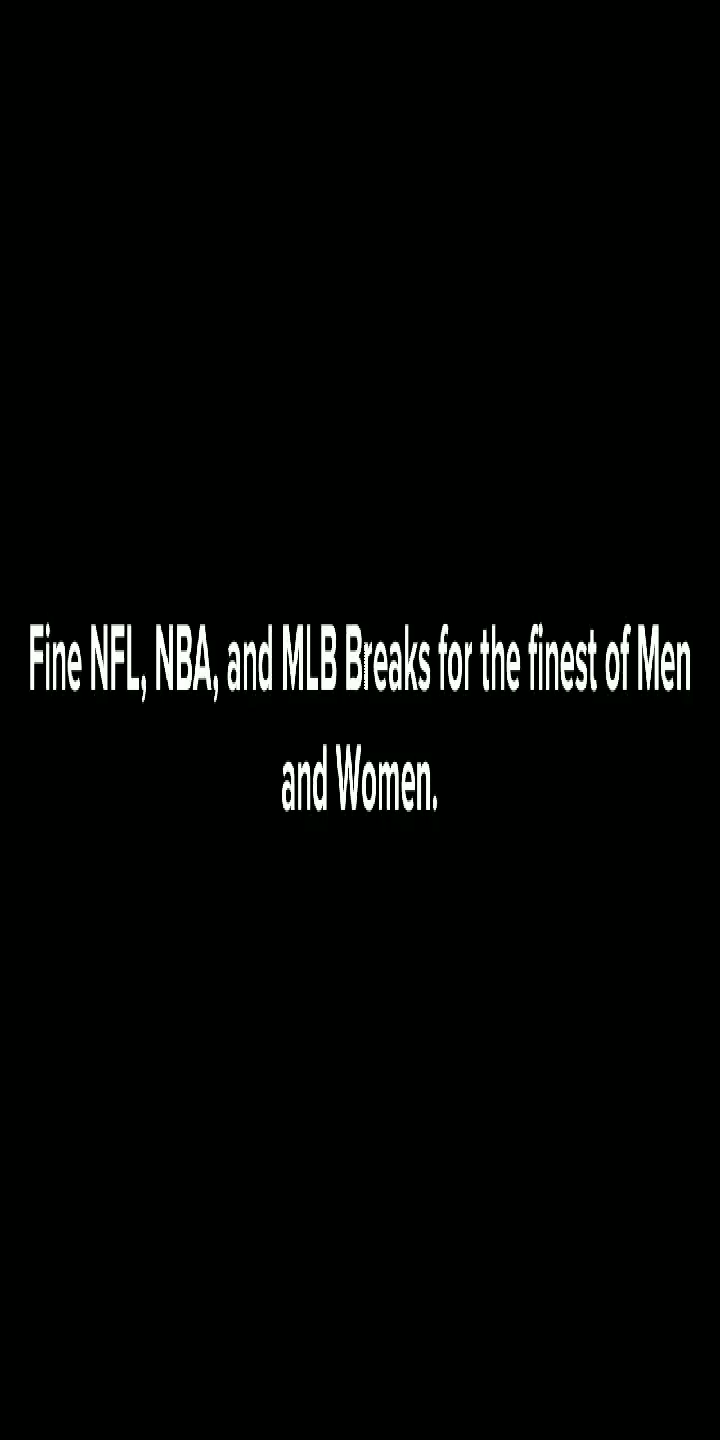 Fine NFL, NBA, and MLB Breaks for the finest of Men
and Women.